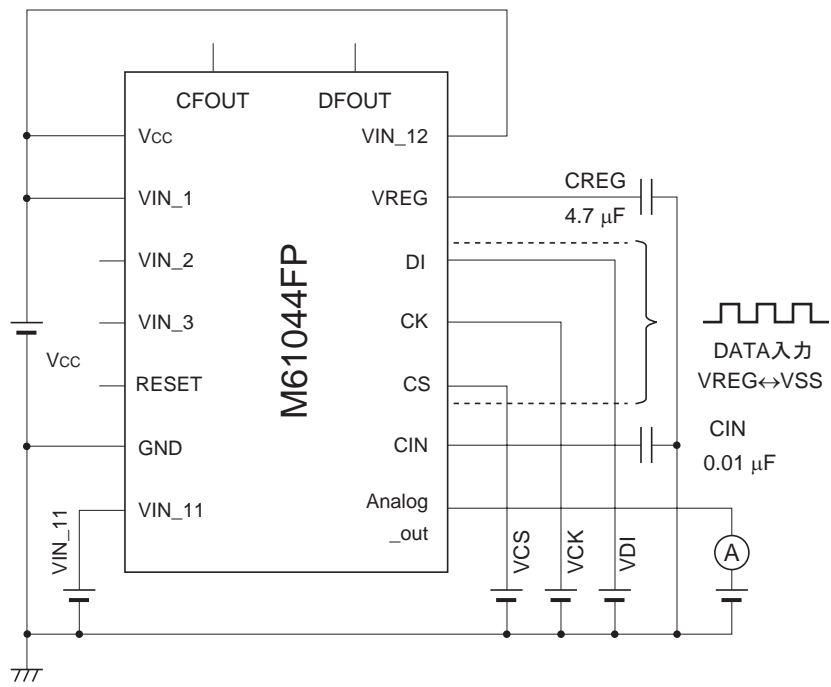 CFOUT
DFOUT
Vcc
VIN_12
VIN_1
VREG
CREG
4.7 μF
VIN_2
DI
VIN_3
CK
M61044FP
DATA入力
VREG↔VSS
Vcc
RESET
CS
GND
CIN
CIN
0.01 μF
VIN_11
VIN_11
Analog
_out
VCS
VCK
VDI
A